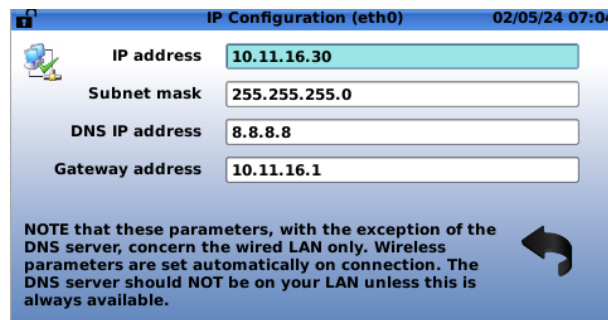 IP Configuration (eth0) 02/05/24 07:04
IP address 10.11.16.30
Subnet mask 255.255.255.0
DNS IP address 8.8.8.8
Gateway address 10.11.16.1
NOTE that these parameters, with the exception of the
DNS server, concern the wired LAN only. Wireless
parameters are set automatically on connection. The
DNS server should NOT be on your LAN unless this is
always available.